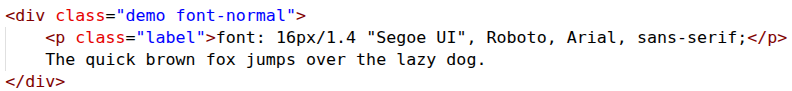 <div class="demo font-normal">
    <p class="label">font: 16px/1.4 "Segoe UI", Roboto, Arial, sans-serif;</p>
    The quick brown fox jumps over the lazy dog.
</div>